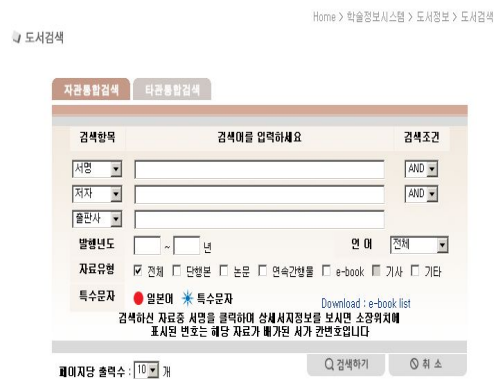 Home > 학술정보시스템 > 도서정보 > 도서검색
도서검색
자관통합검색 타관통합검색
검색항목 검색어를 입력하세요 검색조건
서명 AND
저자 AND
출판사
발행년도 ~ 년 언 어 전체
자료유형 전체 단행본 논문 연속간행물 e-book 기사 기타
특수문자 일본어 특수문자 Download : e-book list
검색하신 자료중 서명을 클릭하여 상세서지정보를 보시면 소장위치에
표시된 번호는 해당 자료가 배가된 서가 칸번호입니다
페이지당 출력수 : 10 개 검색하기 취 소